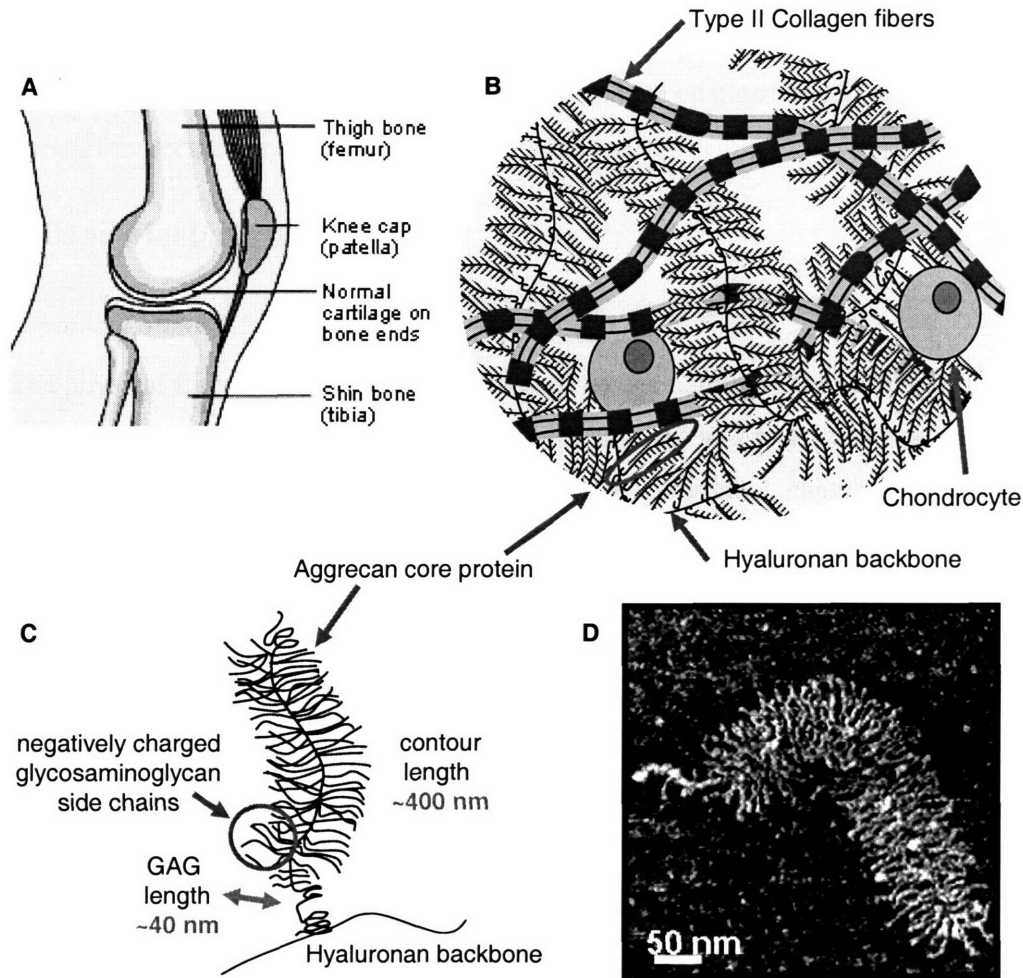 Type II Collagen fibers
A
B
Thigh bone
(femur)
Knee cap
(patella)
Normal
cartilage on
bone ends
Shin bone
(tibia)
Chondrocyte
Hyaluronan backbone
Aggrecan core protein
C
D
negatively charged
glycosaminoglycan
side chains
contour
length
~400 nm
GAG
length
~40 nm
Hyaluronan backbone
50 nm